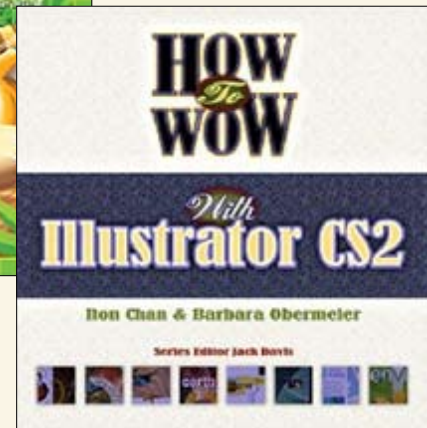 How
To
WOW
With
Illustrator CS2
Ron Chan & Barbara Obermeier
Series Editor Jack Davis